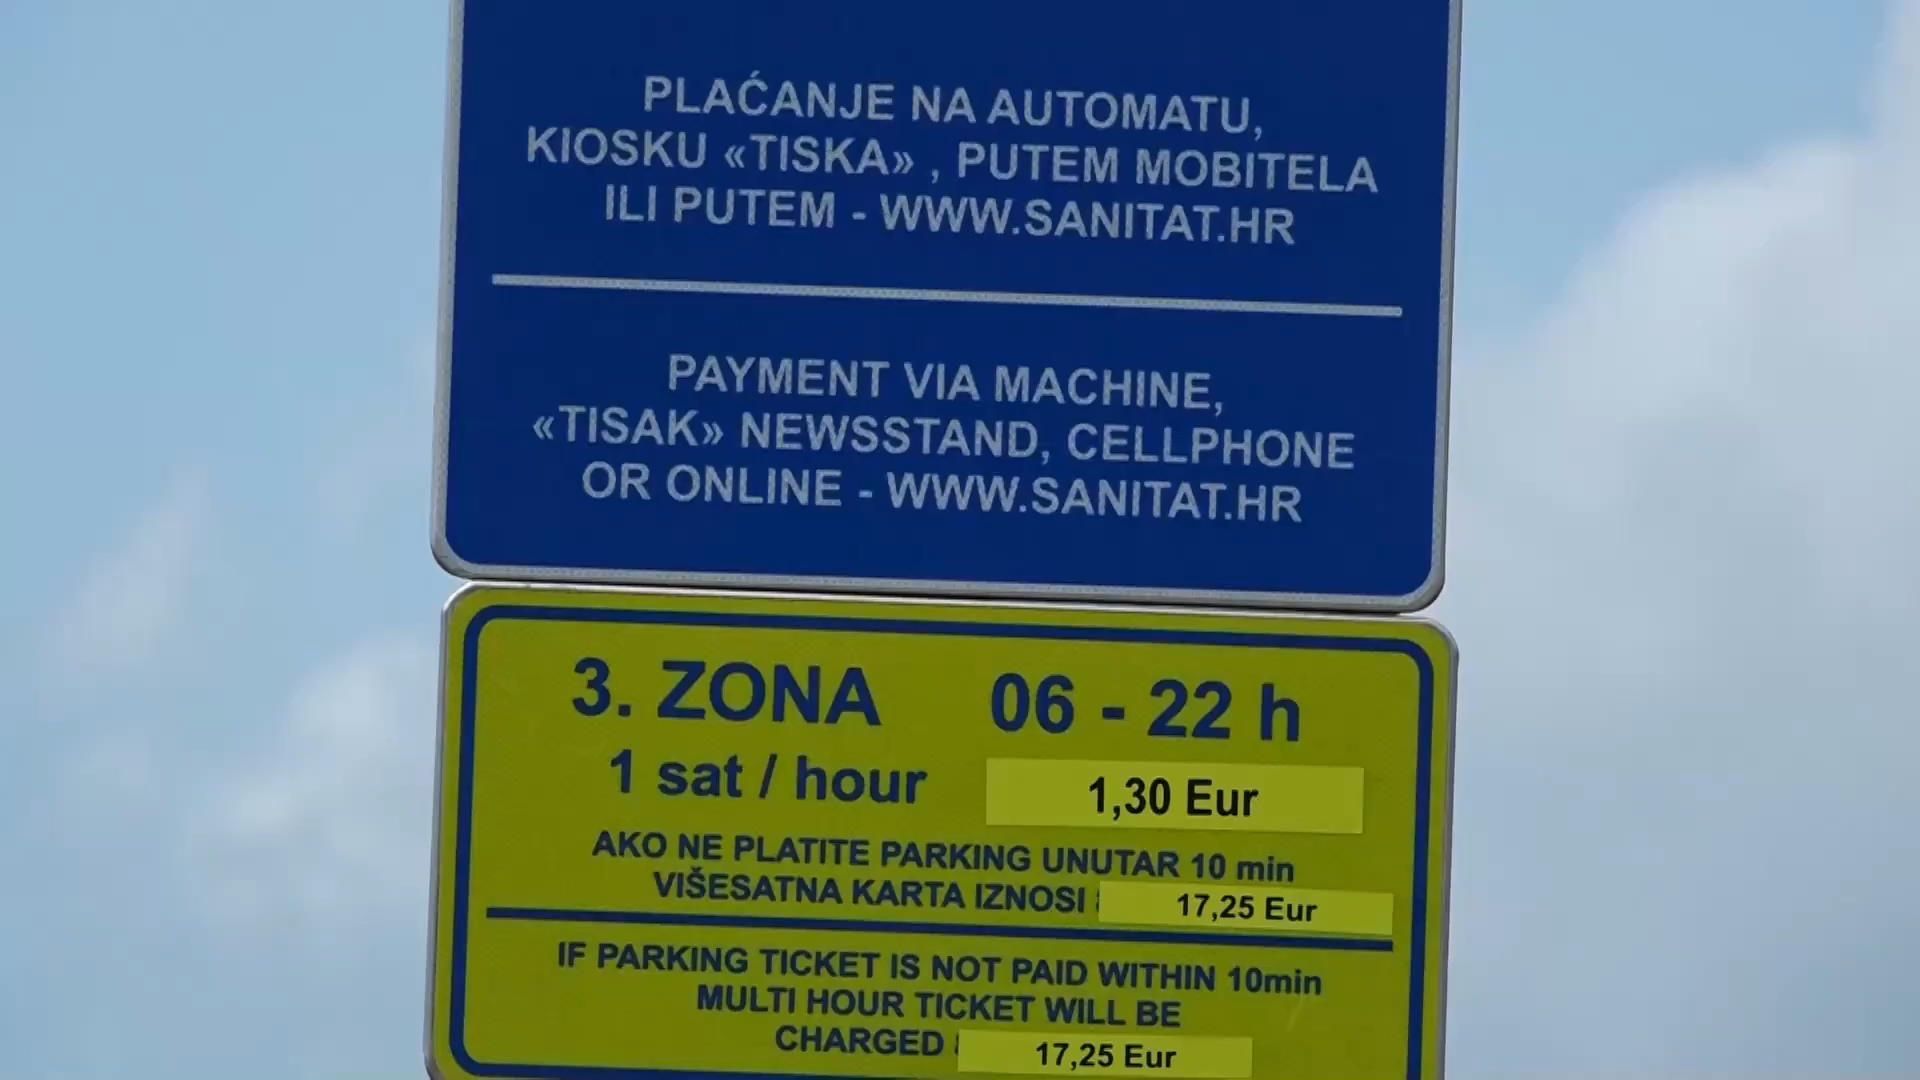 PLAĆANJE NA AUTOMATU,
KIOSKU «TISKA» , PUTEM MOBITELA
ILI PUTEM - WWW.SANITAT.HR
PAYMENT VIA MACHINE,
«TISAK» NEWSSTAND, CELLPHONE
OR ONLINE - WWW.SANITAT.HR
3. ZONA 06 - 22 h
1 sat / hour 1,30 Eur
AKO NE PLATITE PARKING UNUTAR 10 min
VIŠESATNA KARTA IZNOSI : 17,25 Eur
IF PARKING TICKET IS NOT PAID WITHIN 10min
MULTI HOUR TICKET WILL BE
CHARGED : 17,25 Eur